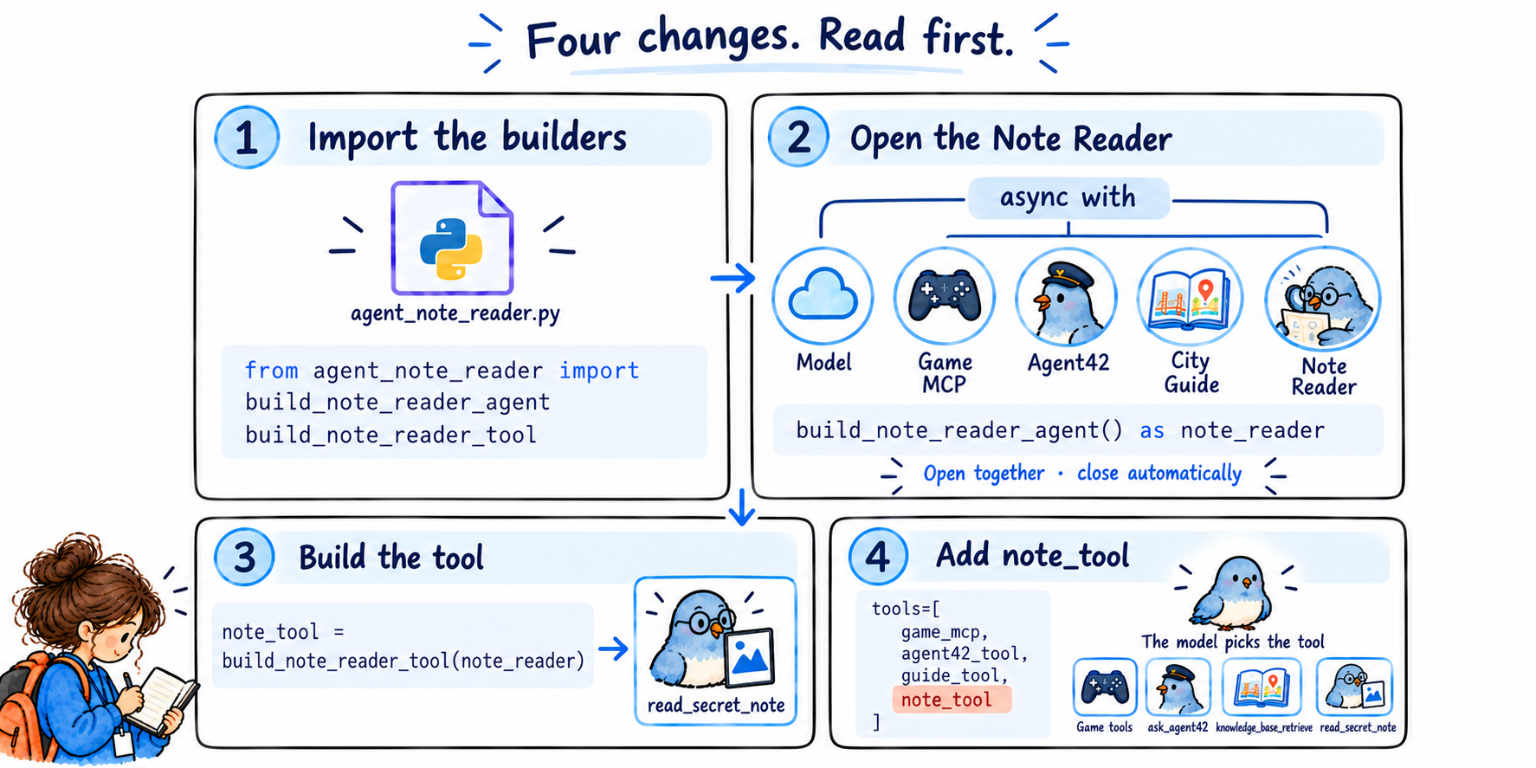 Four changes. Read first.
1 Import the builders
agent_note_reader.py
from agent_note_reader import
build_note_reader_agent
build_note_reader_tool
2 Open the Note Reader
async with
Model
Game
MCP
Agent42
City
Guide
Note
Reader
build_note_reader_agent() as note_reader
Open together · close automatically
3 Build the tool
note_tool =
build_note_reader_tool(note_reader)
read_secret_note
4 Add note_tool
tools=[
game_mcp,
agent42_tool,
guide_tool,
note_tool
]
The model picks the tool
Game tools
ask_agent42
knowledge_base_retrieve
read_secret_note